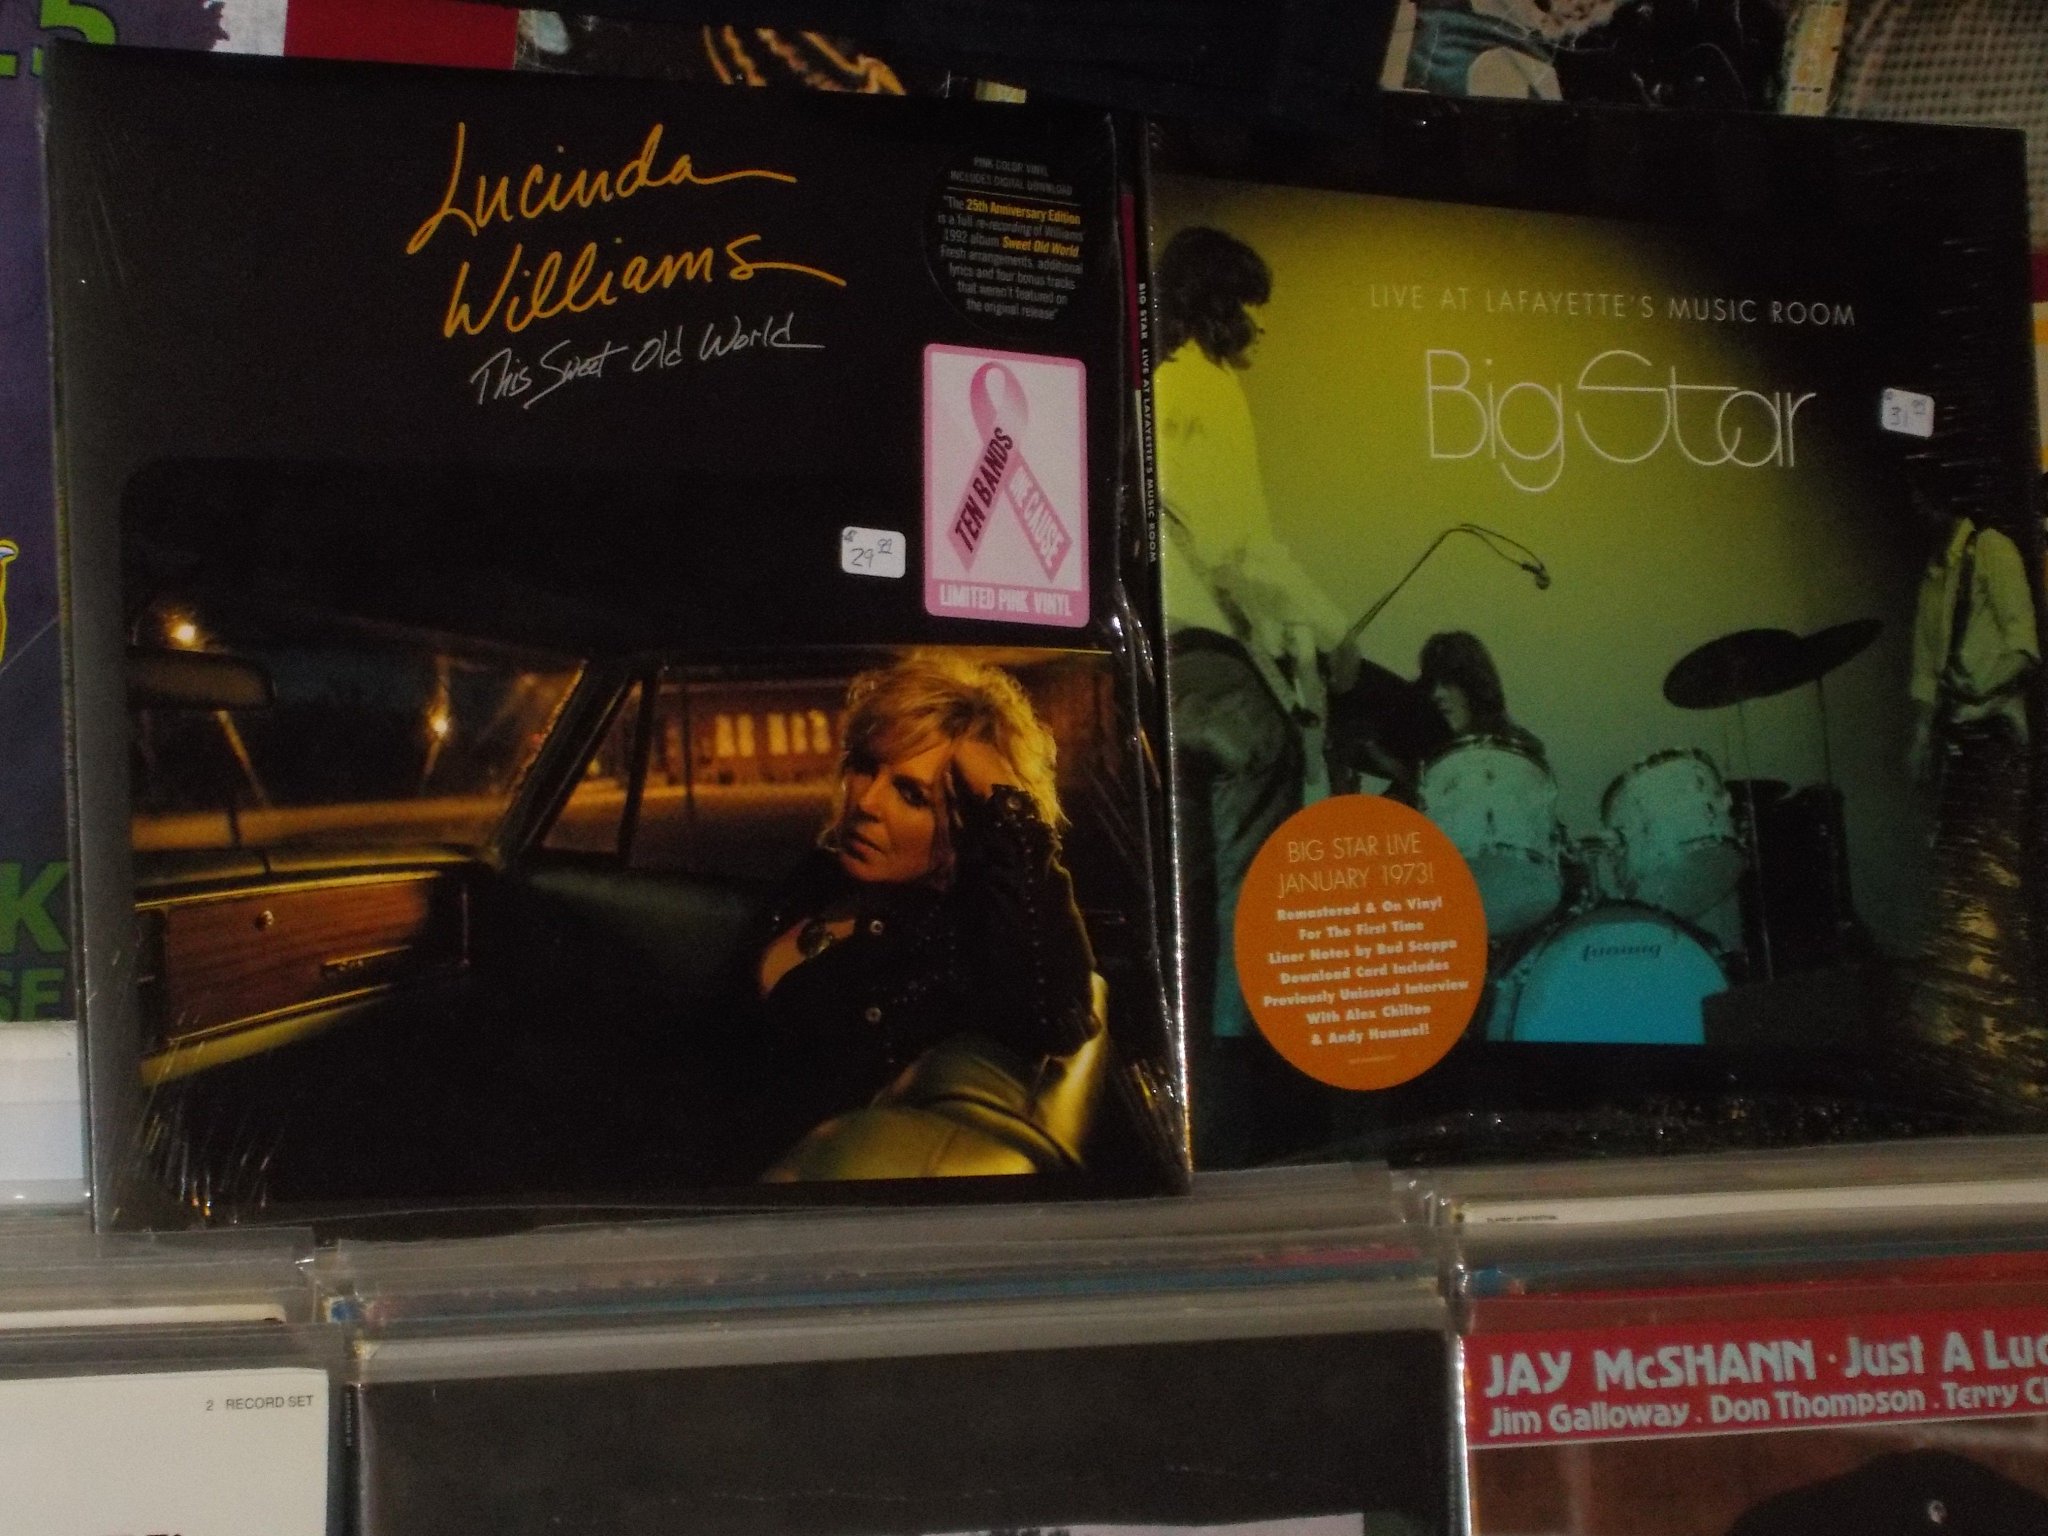 Lucinda
Williams
This Sweet Old World
PINK COLOR VINYL
INCLUDES DIGITAL DOWNLOAD
"The 25th Anniversary Edition
is a full re-recording of Williams'
1992 album Sweet Old World.
Fresh arrangements, additional
lyrics and four bonus tracks
that weren't featured on
the original release"
TEN BANDS
ONE CAUSE
LIMITED PINK VINYL
$29.99
BIG STAR LIVE AT LAFAYETTE'S MUSIC ROOM
LIVE AT LAFAYETTE'S MUSIC ROOM
Big Star
Ludwig
BIG STAR LIVE
JANUARY 1973!
Remastered & On Vinyl
For The First Time
Liner Notes by Bud Scoppa
Download Card Includes
Previously Unissued Interview
With Alex Chilton
& Andy Hummel!
2 RECORD SET
JAY McSHANN · Just A Luc
Jim Galloway . Don Thompson . Terry Cl